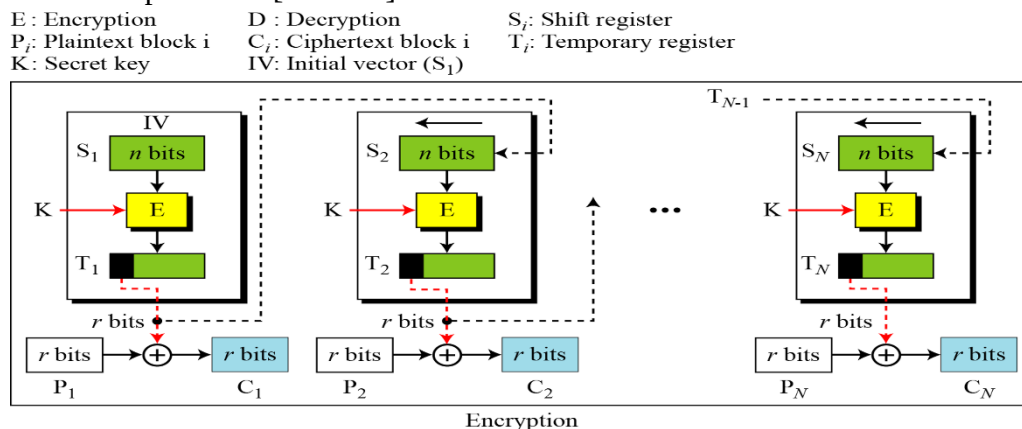 E : Encryption D : Decryption Sᵢ: Shift register
Pᵢ: Plaintext block i Cᵢ: Ciphertext block i Tᵢ: Temporary register
K: Secret key IV: Initial vector (S₁)
T_N-1
IV
S₁ n bits S₂ n bits S_N n bits
K E K E ••• K E
T₁ T₂ T_N
r bits r bits r bits
r bits + r bits r bits + r bits r bits + r bits
P₁ C₁ P₂ C₂ P_N C_N
Encryption